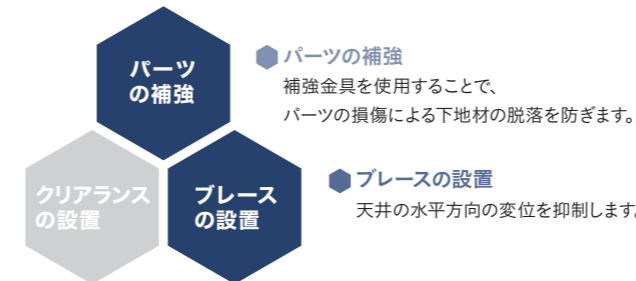 パーツ
の補強
パーツの補強
補強金具を使用することで、
パーツの損傷による下地材の脱落を防ぎます。
クリアランス
の設置
ブレース
の設置
ブレースの設置
天井の水平方向の変位を抑制します。